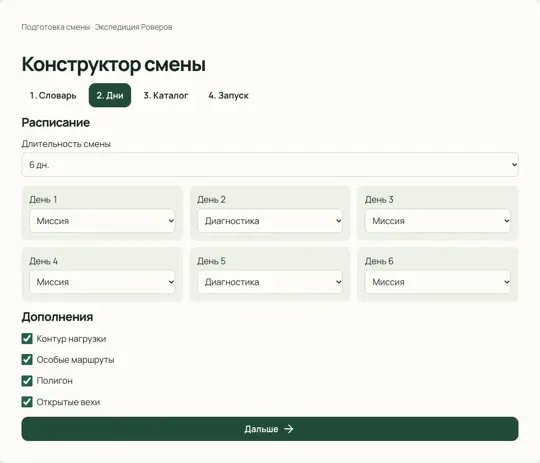 Подготовка смены · Экспедиция Роверов
Конструктор смены
1. Словарь 2. Дни 3. Каталог 4. Запуск
Расписание
Длительность смены
6 дн.
День 1 День 2 День 3
Миссия Диагностика Миссия
День 4 День 5 День 6
Миссия Диагностика Миссия
Дополнения
Контур нагрузки
Особые маршруты
Полигон
Открытые вехи
Дальше →